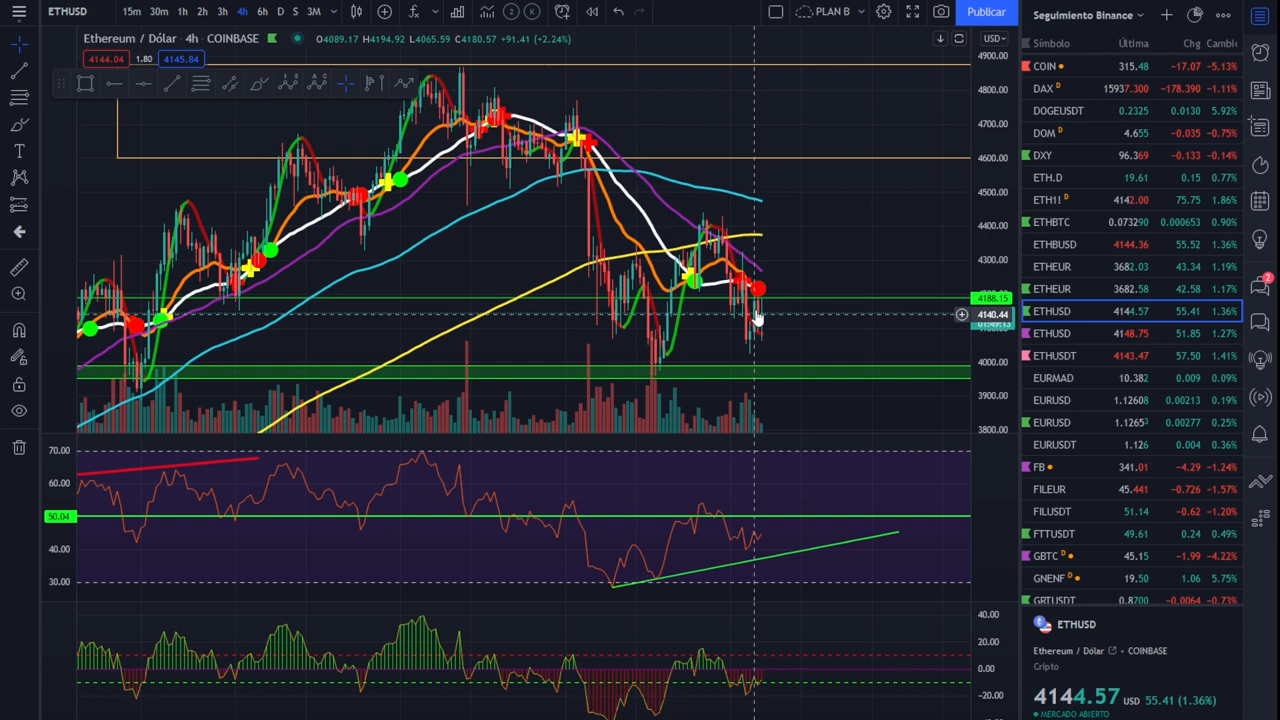 ETHUSD 15m 30m 1h 2h 3h 4h 6h D S 3M 2 K PLAN B Publicar
Seguimiento Binance
Ethereum / Dólar · 4h · COINBASE O4089.17 H4194.92 L4065.59 C4180.57 +91.41 (+2.24%)
USD
4144.04 1.80 4145.84
4900.00
4800.00
4700.00
4600.00
4500.00
4400.00
4300.00
4188.15
4140.44
4000.00
3900.00
3800.00
70.00
60.00
50.04
40.00
30.00
40.00
20.00
0.00
-20.00
Símbolo Última Chg Cambio
COIN 315.48 -17.07 -5.13%
DAX D 15937.300 -178.390 -1.11%
DOGEUSDT 0.2325 0.0130 5.92%
DOM D 4.655 -0.035 -0.75%
DXY 96.369 -0.133 -0.14%
ETH.D 19.61 0.15 0.77%
ETH1! D 4142.00 75.75 1.86%
ETHBTC 0.073290 0.000653 0.90%
ETHBUSD 4144.36 55.52 1.36%
ETHEUR 3682.03 43.34 1.19%
ETHEUR 3682.58 42.58 1.17%
ETHUSD 4144.57 55.41 1.36%
ETHUSD 4148.75 51.85 1.27%
ETHUSDT 4143.47 57.50 1.41%
EURMAD 10.382 0.009 0.09%
EURUSD 1.12608 0.00213 0.19%
EURUSD 1.1265³ 0.00277 0.25%
EURUSDT 1.126 0.004 0.36%
FB 341.01 -4.29 -1.24%
FILEUR 45.441 -0.726 -1.57%
FILUSDT 51.14 -0.62 -1.20%
FTTUSDT 49.61 0.24 0.49%
GBTC D 45.15 -1.99 -4.22%
GNENF D 19.50 1.06 5.75%
GRTUSD 0.8700 -0.0064 -0.73%
2
ETHUSD
Ethereum / Dólar · COINBASE
Cripto
4144.57 USD 55.41 (1.36%)
MERCADO ABIERTO